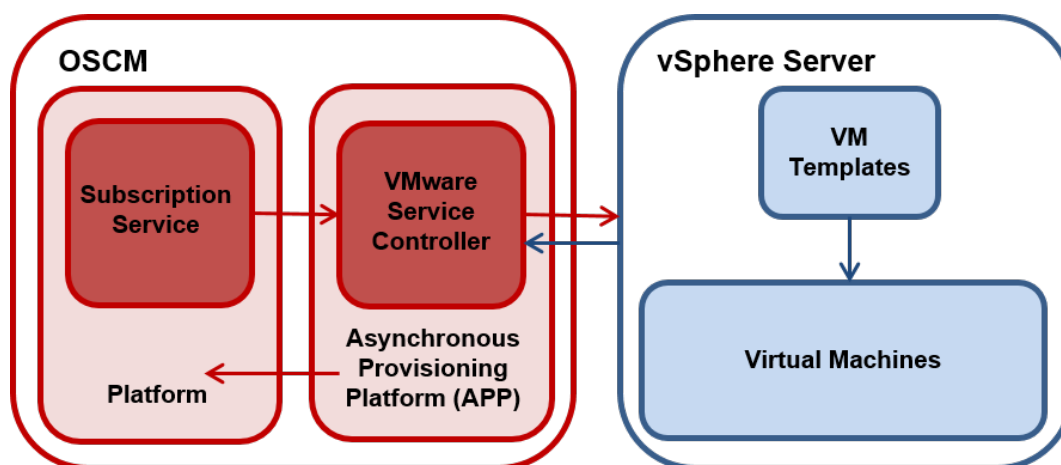 OSCM
Subscription
Service
Platform
VMware
Service
Controller
Asynchronous
Provisioning
Platform (APP)
vSphere Server
VM
Templates
Virtual Machines